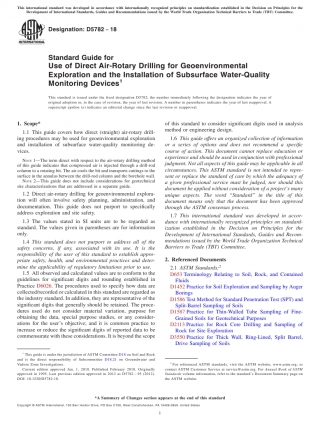 This international standard was developed in accordance with internationally recognized principles on standardization established in the Decision on Principles for the
Development of International Standards, Guides and Recommendations issued by the World Trade Organization Technical Barriers to Trade (TBT) Committee.
Designation: D5782 − 18
Standard Guide for
Use of Direct Air-Rotary Drilling for Geoenvironmental
Exploration and the Installation of Subsurface Water-Quality
Monitoring Devices1
This standard is issued under the fixed designation D5782; the number immediately following the designation indicates the year of
original adoption or, in the case of revision, the year of last revision. A number in parentheses indicates the year of last reapproval. A
superscript epsilon (ε) indicates an editorial change since the last revision or reapproval.
1. Scope*
1.1 This guide covers how direct (straight) air-rotary drill-
ing procedures may be used for geoenvironmental exploration
and installation of subsurface water-quality monitoring de-
vices.
NOTE 1—The term direct with respect to the air-rotary drilling method
of this guide indicates that compressed air is injected through a drill-rod
column to a rotating bit. The air cools the bit and transports cuttings to the
surface in the annulus between the drill-rod column and the borehole wall.
NOTE 2—This guide does not include considerations for geotechnical
site characterizations that are addressed in a separate guide.
1.2 Direct air-rotary drilling for geoenvironmental explora-
tion will often involve safety planning, administration, and
documentation. This guide does not purport to specifically
address exploration and site safety.
1.3 The values stated in SI units are to be regarded as
standard. The values given in parentheses are for information
only.
1.4 This standard does not purport to address all of the
safety concerns, if any, associated with its use. It is the
responsibility of the user of this standard to establish appro-
priate safety, health, and environmental practices and deter-
mine the applicability of regulatory limitations prior to use.
1.5 All observed and calculated values are to conform to the
guidelines for significant digits and rounding established in
Practice D6026. The procedures used to specify how data are
collected/recorded or calculated in this standard are regarded as
the industry standard. In addition, they are representative of the
significant digits that generally should be retained. The proce-
dures used do not consider material variation, purpose for
obtaining the data, special purpose studies, or any consider-
ations for the user's objective; and it is common practice to
increase or reduce the significant digits of reported data to be
commensurate with these considerations. It is beyond the scope
of this standard to consider significant digits used in analysis
method or engineering design.
1.6 This guide offers an organized collection of information
or a series of options and does not recommend a specific
course of action. This document cannot replace education or
experience and should be used in conjunction with professional
judgment. Not all aspects of this guide may be applicable in all
circumstances. This ASTM standard is not intended to repre-
sent or replace the standard of care by which the adequacy of
a given professional service must be judged, nor should this
document be applied without consideration of a project's many
unique aspects. The word "Standard" in the title of this
document means only that the document has been approved
through the ASTM consensus process.
1.7 This international standard was developed in accor-
dance with internationally recognized principles on standard-
ization established in the Decision on Principles for the
Development of International Standards, Guides and Recom-
mendations issued by the World Trade Organization Technical
Barriers to Trade (TBT) Committee.
2. Referenced Documents
2.1 ASTM Standards:2
D653 Terminology Relating to Soil, Rock, and Contained
Fluids
D1452 Practice for Soil Exploration and Sampling by Auger
Borings
D1586 Test Method for Standard Penetration Test (SPT) and
Split-Barrel Sampling of Soils
D1587 Practice for Thin-Walled Tube Sampling of Fine-
Grained Soils for Geotechnical Purposes
D2113 Practice for Rock Core Drilling and Sampling of
Rock for Site Exploration
D3550 Practice for Thick Wall, Ring-Lined, Split Barrel,
Drive Sampling of Soils
1 This guide is under the jurisdiction of ASTM Committee D18 on Soil and Rock
and is the direct responsibility of Subcommittee D18.21 on Groundwater and
Vadose Zone Investigations.
Current edition approved Jan. 1, 2018. Published February 2018. Originally
approved in 1995. Last previous edition approved in 2012 as D5782 – 95 (2012).
DOI: 10.1520/D5782-18.
2 For referenced ASTM standards, visit the ASTM website, www.astm.org, or
contact ASTM Customer Service at service@astm.org. For Annual Book of ASTM
Standards volume information, refer to the standard's Document Summary page on
the ASTM website.
*A Summary of Changes section appears at the end of this standard
Copyright © ASTM International, 100 Barr Harbor Drive, PO Box C700, West Conshohocken, PA 19428-2959. United States
1